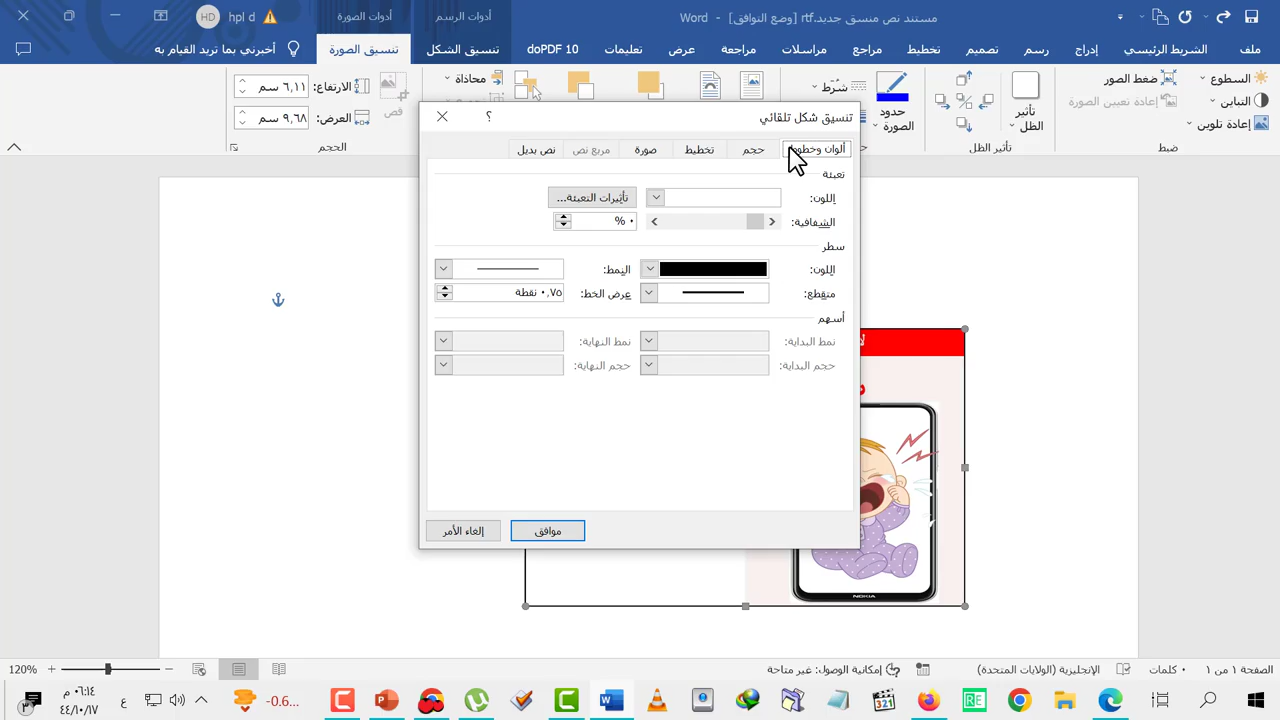 مستند نص منسق جديد.rtf [وضع التوافق] - Word
أدوات الرسم
أدوات الصورة
hpl d
HD
ملف
الشريط الرئيسي
إدراج
رسم
تصميم
تخطيط
مراجع
مراسلات
مراجعة
عرض
تعليمات
doPDF 10
تنسيق الشكل
تنسيق الصورة
أخبرني بما تريد القيام به
السطوع
التباين
إعادة تلوين
ضغط الصور
إعادة تعيين الصورة
ضبط
تأثير الظل
تأثير الظل
حدود الصورة
شُرط
محاذاة
قص
الارتفاع:
٦,١١ سم
العرض:
٩,٦٨ سم
الحجم
تنسيق شكل تلقائي
؟
ألوان وخطوط
حجم
تخطيط
صورة
مربع نص
نص بديل
تعبئة
اللون:
تأثيرات التعبئة...
الشفافية:
٠ %
سطر
اللون:
النمط:
متقطع:
عرض الخط:
٠,٧٥ نقطة
أسهم
نمط البداية:
نمط النهاية:
حجم البداية:
حجم النهاية:
موافق
إلغاء الأمر
NOKIA
الصفحة ١ من ١
٠ كلمات
الإنجليزية (الولايات المتحدة)
إمكانية الوصول: غير متاحة
120%
321
RE
-0.6...
ع
٠٦:١٤ م
٤٤/١٠/١٧